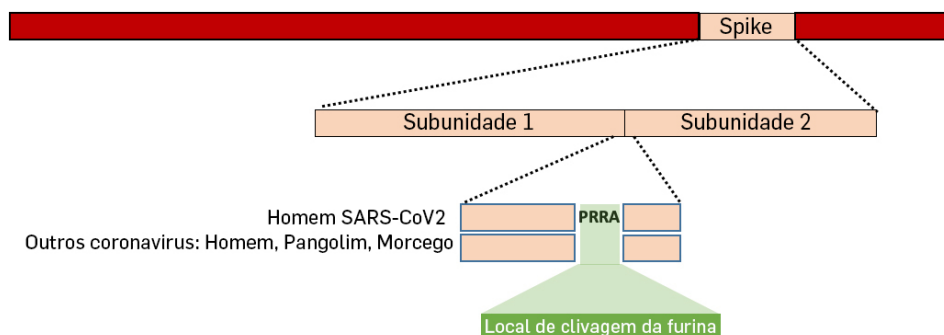 Spike
Subunidade 1
Subunidade 2
Homem SARS-CoV2
PRRA
Outros coronavirus: Homem, Pangolim, Morcego
Local de clivagem da furina